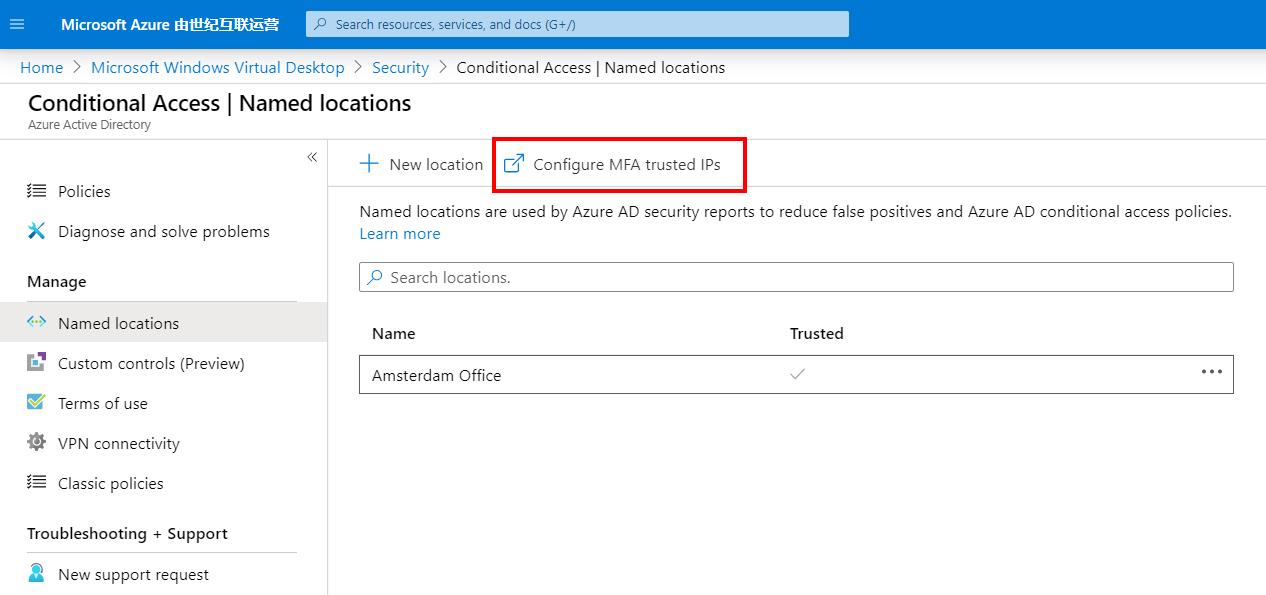 Microsoft Azure 由世纪互联运营
Search resources, services, and docs (G+/)
Home > Microsoft Windows Virtual Desktop > Security > Conditional Access | Named locations
Conditional Access | Named locations
Azure Active Directory
«
Policies
Diagnose and solve problems
Manage
Named locations
Custom controls (Preview)
Terms of use
VPN connectivity
Classic policies
Troubleshooting + Support
New support request
New location
Configure MFA trusted IPs
Named locations are used by Azure AD security reports to reduce false positives and Azure AD conditional access policies.
Learn more
Search locations.
Name Trusted
Amsterdam Office